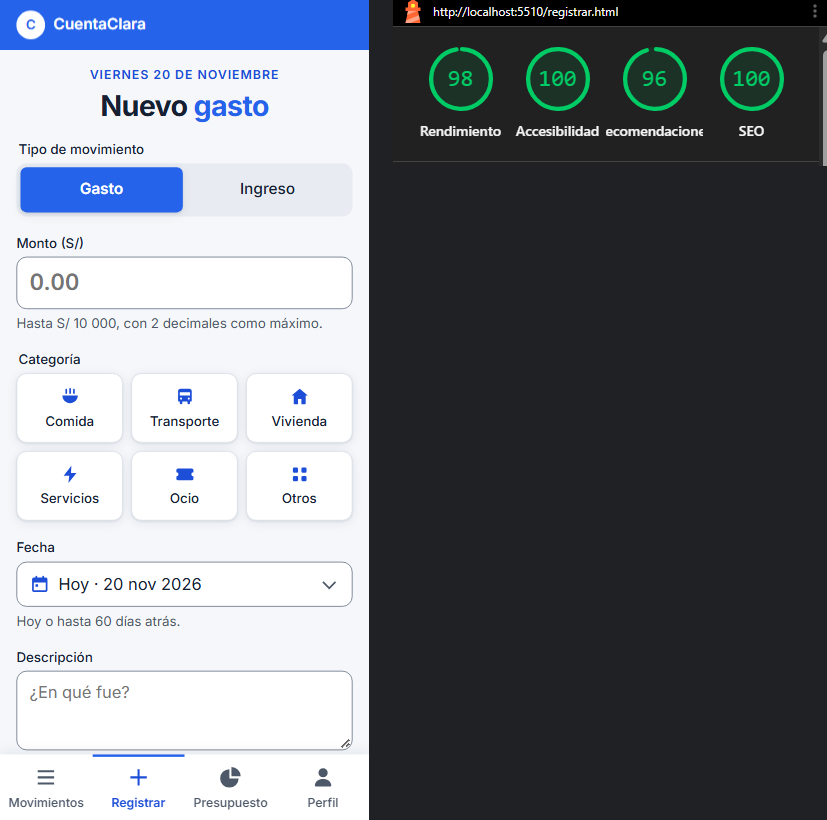 C CuentaClara
VIERNES 20 DE NOVIEMBRE
Nuevo gasto
Tipo de movimiento
Gasto Ingreso
Monto (S/)
0.00
Hasta S/ 10 000, con 2 decimales como máximo.
Categoría
Comida Transporte Vivienda
Servicios Ocio Otros
Fecha
Hoy · 20 nov 2026
Hoy o hasta 60 días atrás.
Descripción
¿En qué fue?
Movimientos Registrar Presupuesto Perfil
http://localhost:5510/registrar.html
98 100 96 100
Rendimiento Accesibilidad ecomendacione SEO